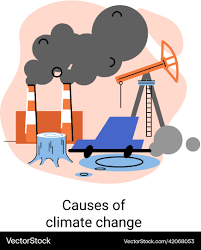 Causes of
climate change
VectorStock®
VectorStock.com/42068053